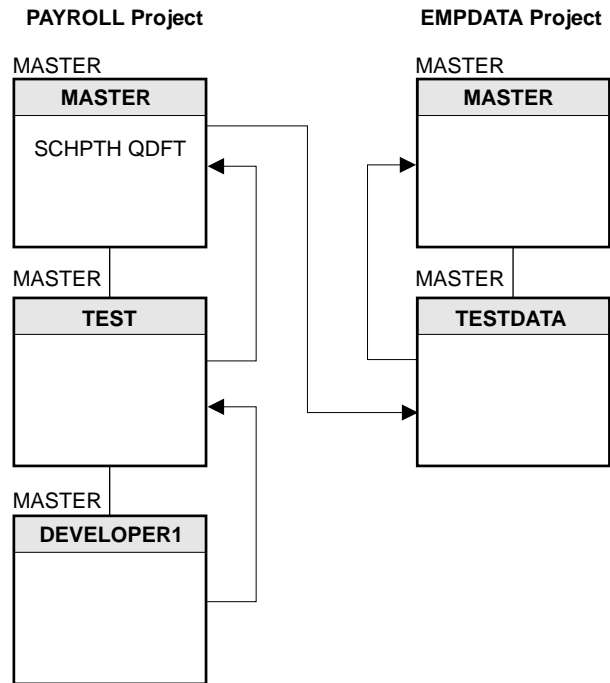 PAYROLL Project
EMPDATA Project
MASTER
MASTER
MASTER
MASTER
SCHPTH QDFT
MASTER
MASTER
TEST
TESTDATA
MASTER
DEVELOPER1